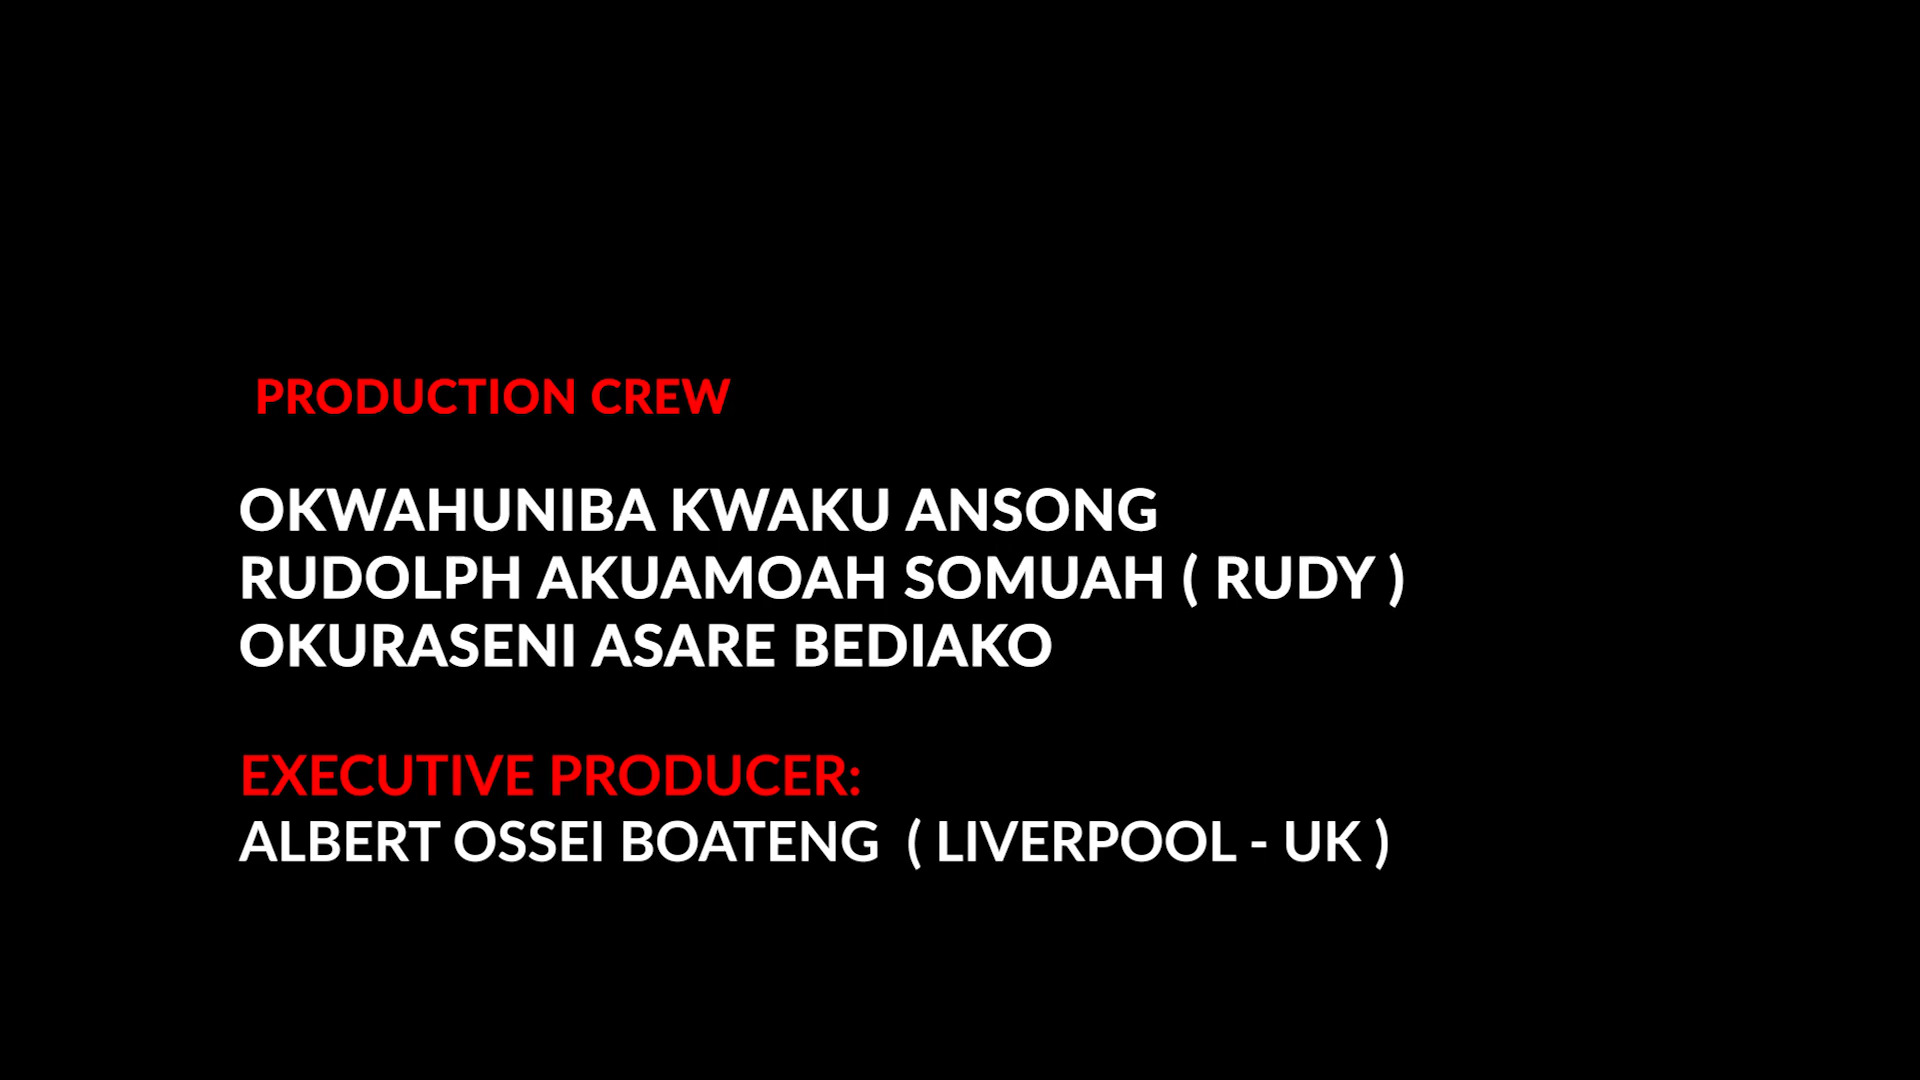 PRODUCTION CREW
OKWAHUNIBA KWAKU ANSONG
RUDOLPH AKUAMOAH SOMUAH ( RUDY )
OKURASENI ASARE BEDIAKO
EXECUTIVE PRODUCER:
ALBERT OSSEI BOATENG ( LIVERPOOL - UK )